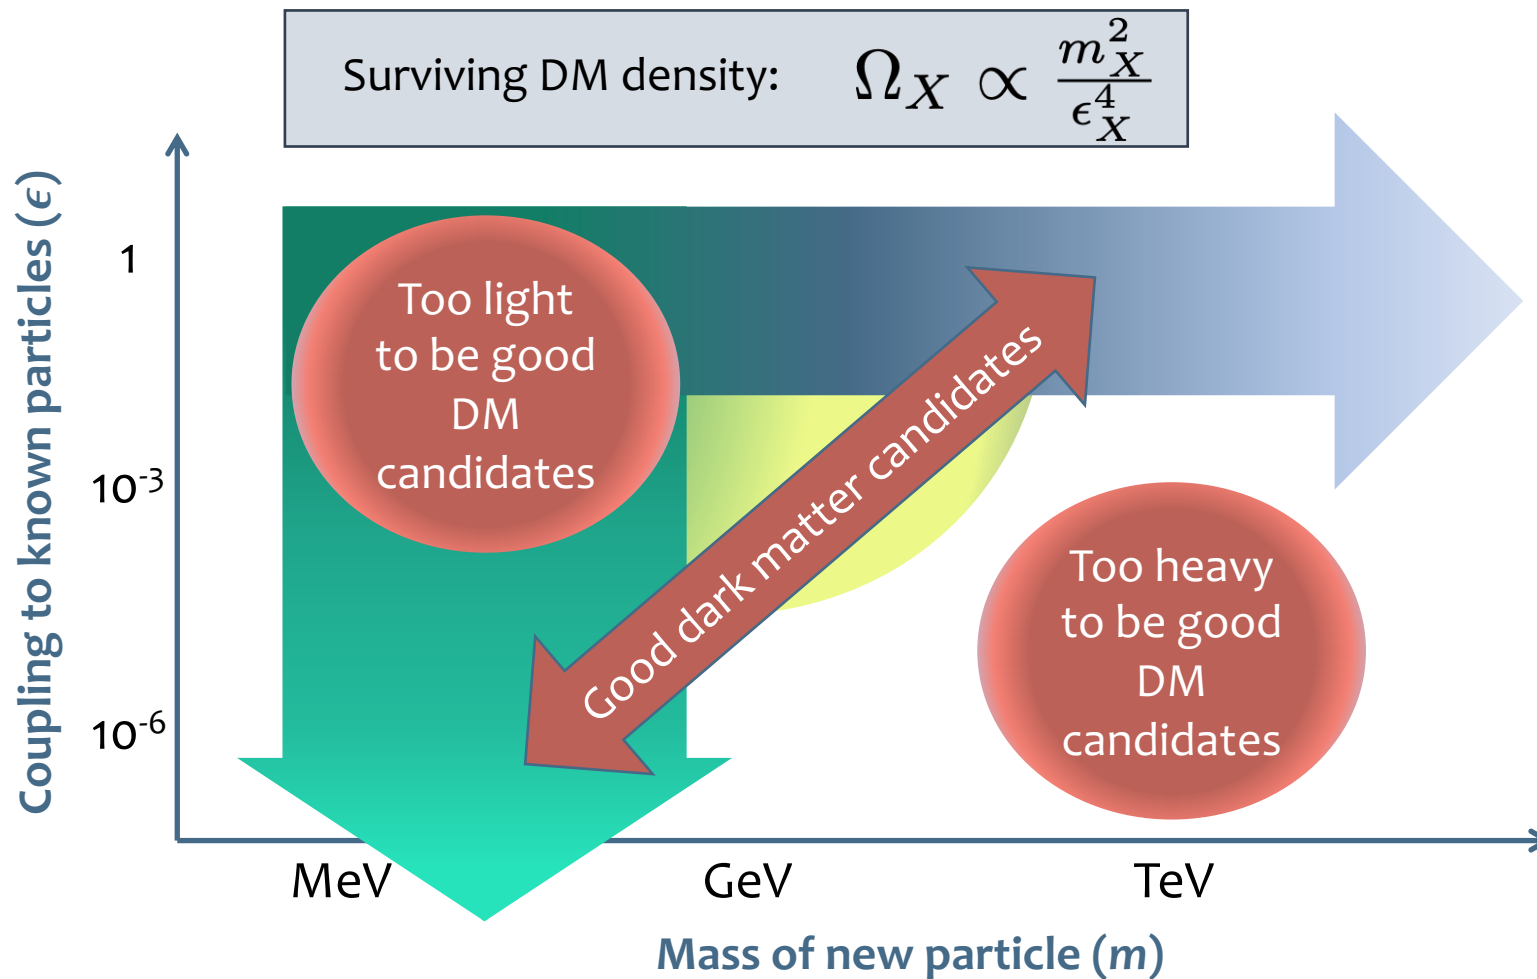 Surviving DM density: Ω_X ∝ m_X^2 / ϵ_X^4
Coupling to known particles (ϵ)
1
10^-3
10^-6
Too light
to be good
DM
candidates
Good dark matter candidates
Too heavy
to be good
DM
candidates
MeV
GeV
TeV
Mass of new particle (m)